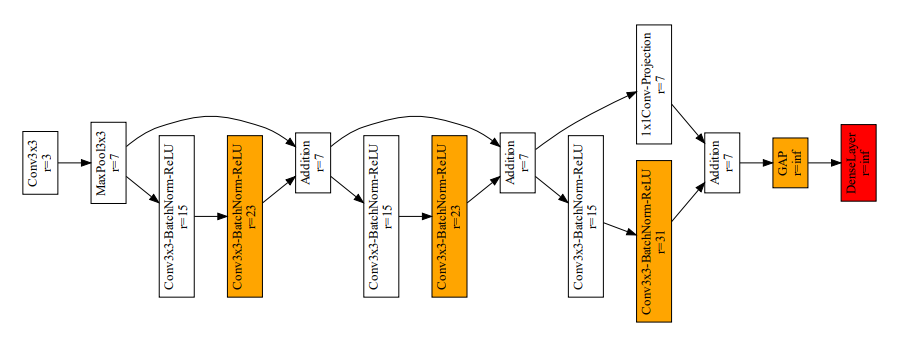 Conv3x3
r=3
MaxPool3x3
r=7
Conv3x3-BatchNorm-ReLU
r=15
Conv3x3-BatchNorm-ReLU
r=23
Addition
r=7
Conv3x3-BatchNorm-ReLU
r=15
Conv3x3-BatchNorm-ReLU
r=23
Addition
r=7
Conv3x3-BatchNorm-ReLU
r=15
1x1Conv-Projection
r=7
Conv3x3-BatchNorm-ReLU
r=31
Addition
r=7
GAP
r=inf
DenseLayer
r=inf